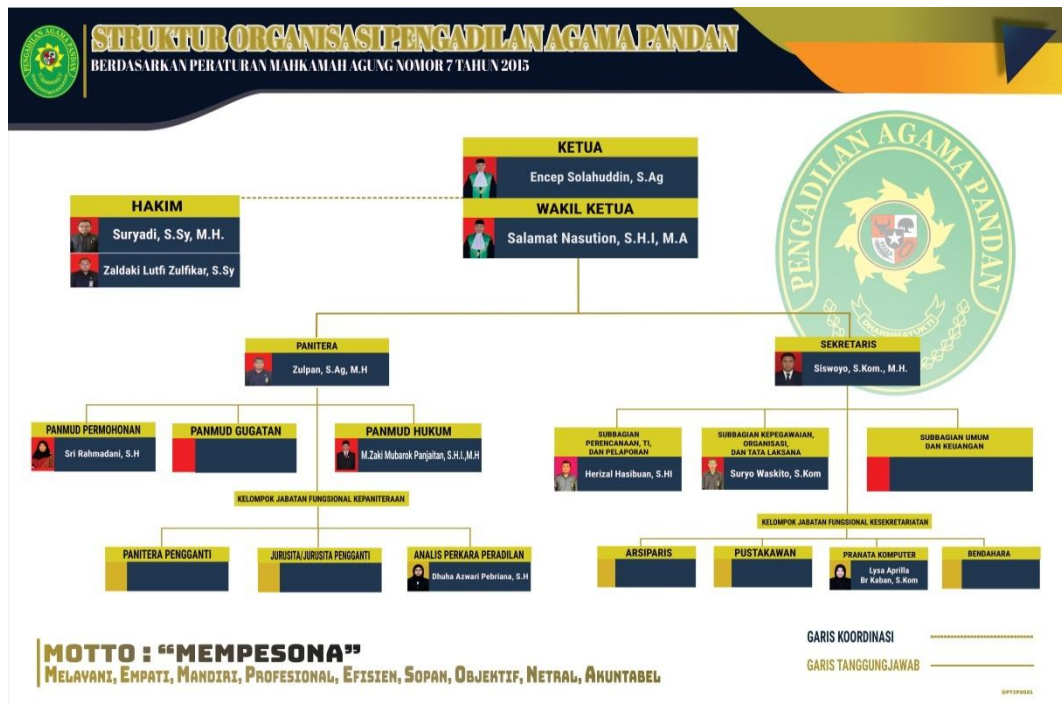 STRUKTUR ORGANISASI PENGADILAN AGAMA PANDAN
BERDASARKAN PERATURAN MAHKAMAH AGUNG NOMOR 7 TAHUN 2015
PENGADILAN AGAMA PANDAN
PENGADILAN AGAMA PANDAN
DHARMMAYUKTI
KETUA
Encep Solahuddin, S.Ag
WAKIL KETUA
Salamat Nasution, S.H.I, M.A
HAKIM
Suryadi, S.Sy, M.H.
Zaldaki Lutfi Zulfikar, S.Sy
PANITERA
Zulpan, S.Ag, M.H
SEKRETARIS
Siswoyo, S.Kom., M.H.
PANMUD PERMOHONAN
Sri Rahmadani, S.H
PANMUD GUGATAN
PANMUD HUKUM
M.Zaki Mubarok Panjaitan, S.H.I.,M.H
SUBBAGIAN
PERENCANAAN, TI,
DAN PELAPORAN
Herizal Hasibuan, S.HI
SUBBAGIAN KEPEGAWAIAN,
ORGANISASI,
DAN TATA LAKSANA
Suryo Waskito, S.Kom
SUBBAGIAN UMUM
DAN KEUANGAN
KELOMPOK JABATAN FUNGSIONAL KEPANITERAAN
PANITERA PENGGANTI
JURUSITA/JURUSITA PENGGANTI
ANALIS PERKARA PERADILAN
Dhuha Azwari Pebriana, S.H
KELOMPOK JABATAN FUNGSIONAL KESEKRETARIATAN
ARSIPARIS
PUSTAKAWAN
PRANATA KOMPUTER
Lysa Aprilla
Br Kaban, S.Kom
BENDAHARA
MOTTO : “MEMPESONA”
MELAYANI, EMPATI, MANDIRI, PROFESIONAL, EFISIEN, SOPAN, OBJEKTIF, NETRAL, AKUNTABEL
GARIS KOORDINASI
GARIS TANGGUNGJAWAB